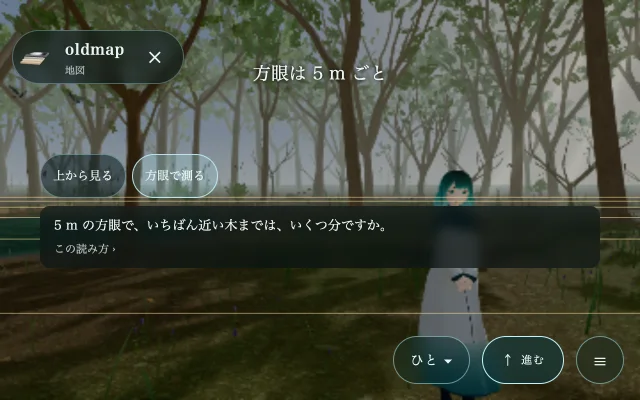 oldmap
地図
×
方眼は 5 m ごと
上から見る
方眼で測る
5 m の方眼で、いちばん近い木までは、いくつ分ですか。
この読み方 ›
ひと
↑ 進む